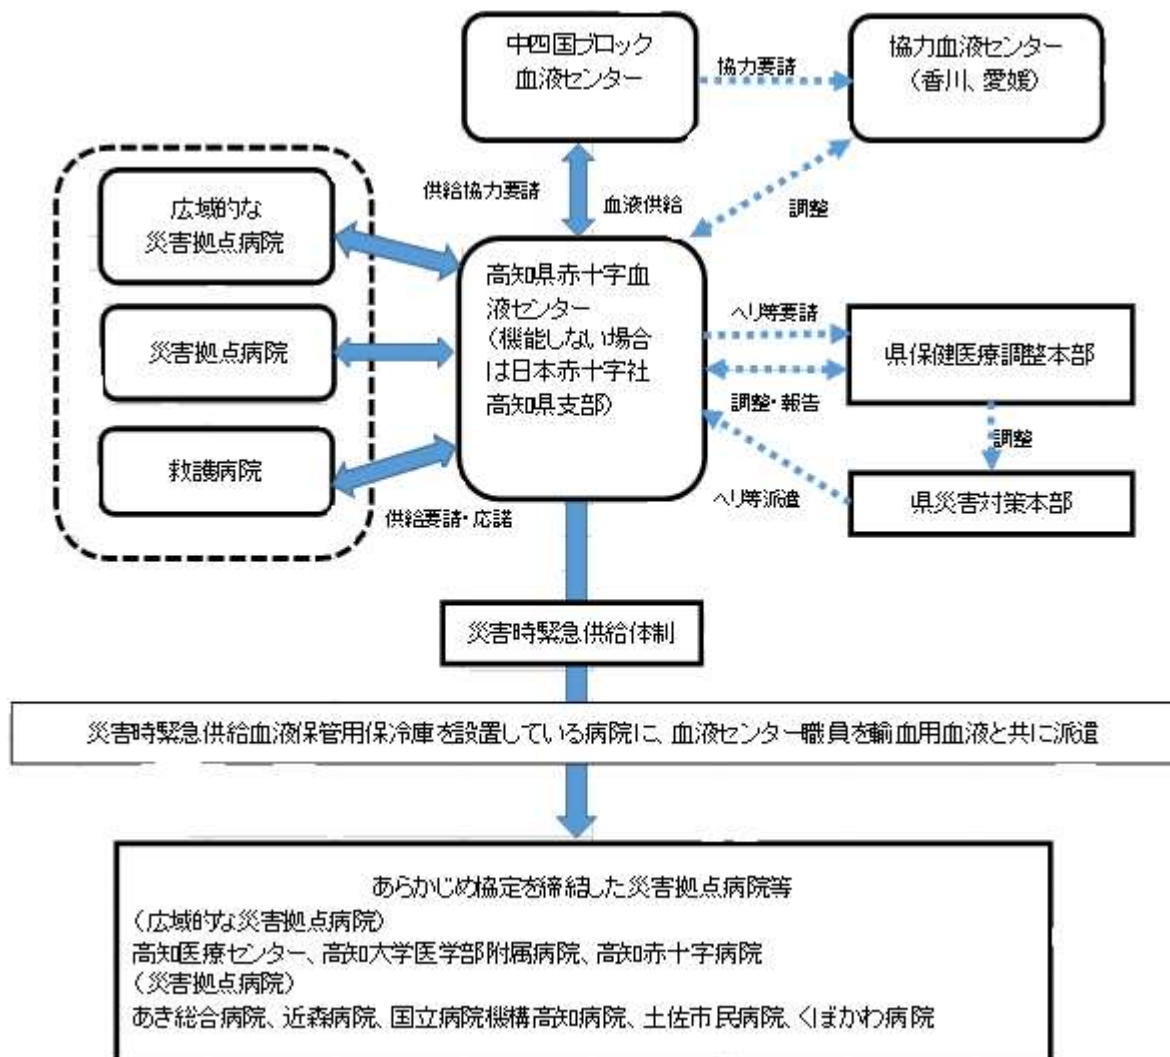 中四国ブロック
血液センター
協力要請
協力血液センター
（香川、愛媛）
供給協力要請
血液供給
調整
広域的な
災害拠点病院
災害拠点病院
救護病院
供給要請・応諾
高知県赤十字血
液センター
（機能しない場合
は日本赤十字社
高知県支部）
ヘリ等要請
調整・報告
ヘリ等派遣
県保健医療調整本部
調整
県災害対策本部
災害時緊急供給体制
災害時緊急供給血液保管用保冷庫を設置している病院に、血液センター職員を輸血用血液と共に派遣
あらかじめ協定を締結した災害拠点病院等
（広域的な災害拠点病院）
高知医療センター、高知大学医学部附属病院、高知赤十字病院
（災害拠点病院）
あき総合病院、近森病院、国立病院機構高知病院、土佐市民病院、くぼかわ病院